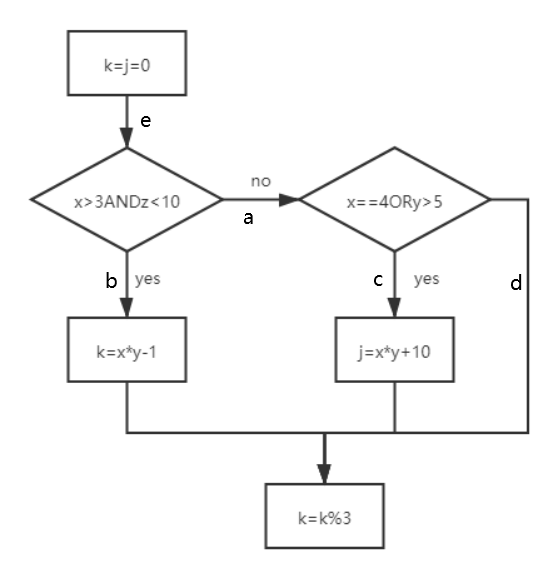 k=j=0
e
x>3ANDz<10
no
a
x==4ORy>5
b
yes
c
yes
d
k=x*y-1
j=x*y+10
k=k%3